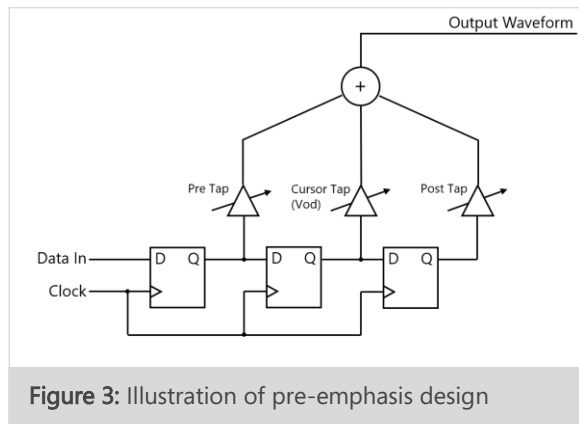 Output Waveform
+
Pre Tap
Cursor Tap
(Vod)
Post Tap
Data In
D Q
D Q
D Q
Clock
Figure 3: Illustration of pre-emphasis design